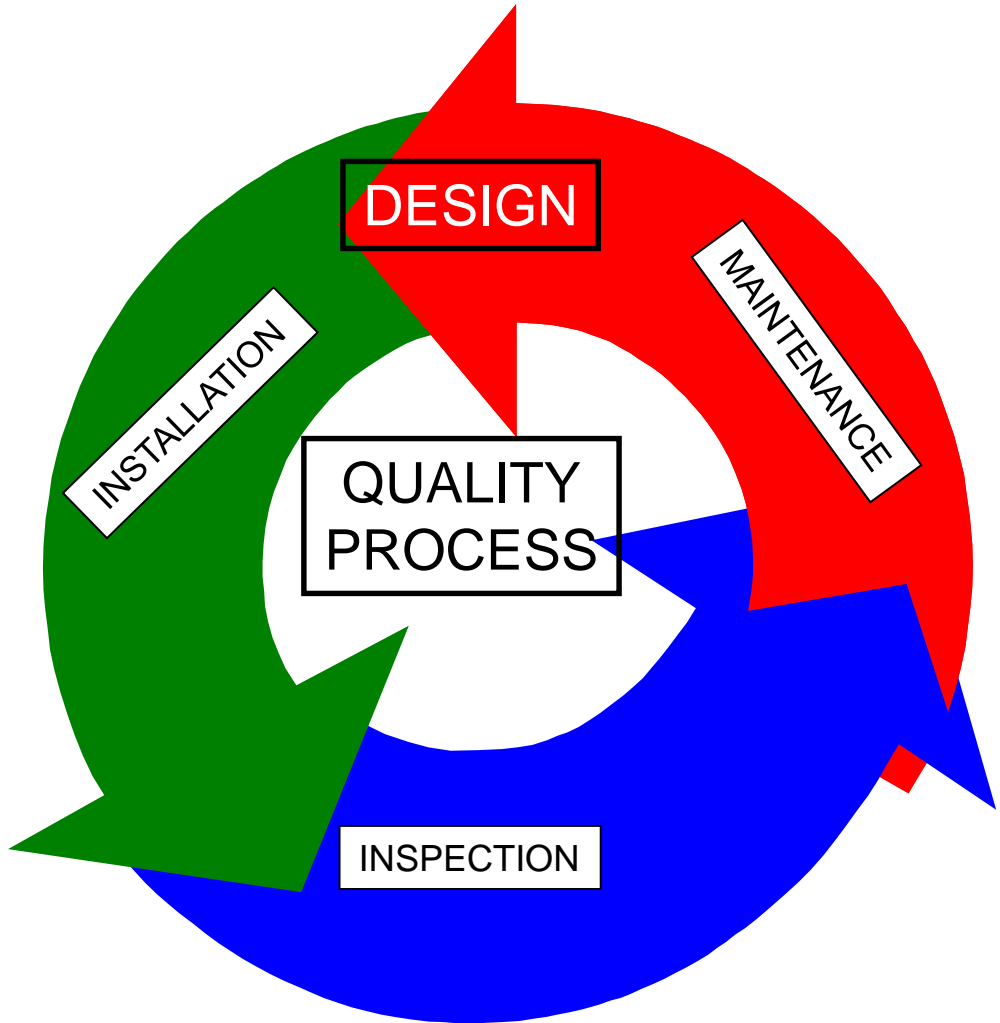 DESIGN
MAINTENANCE
INSTALLATION
QUALITY
PROCESS
INSPECTION